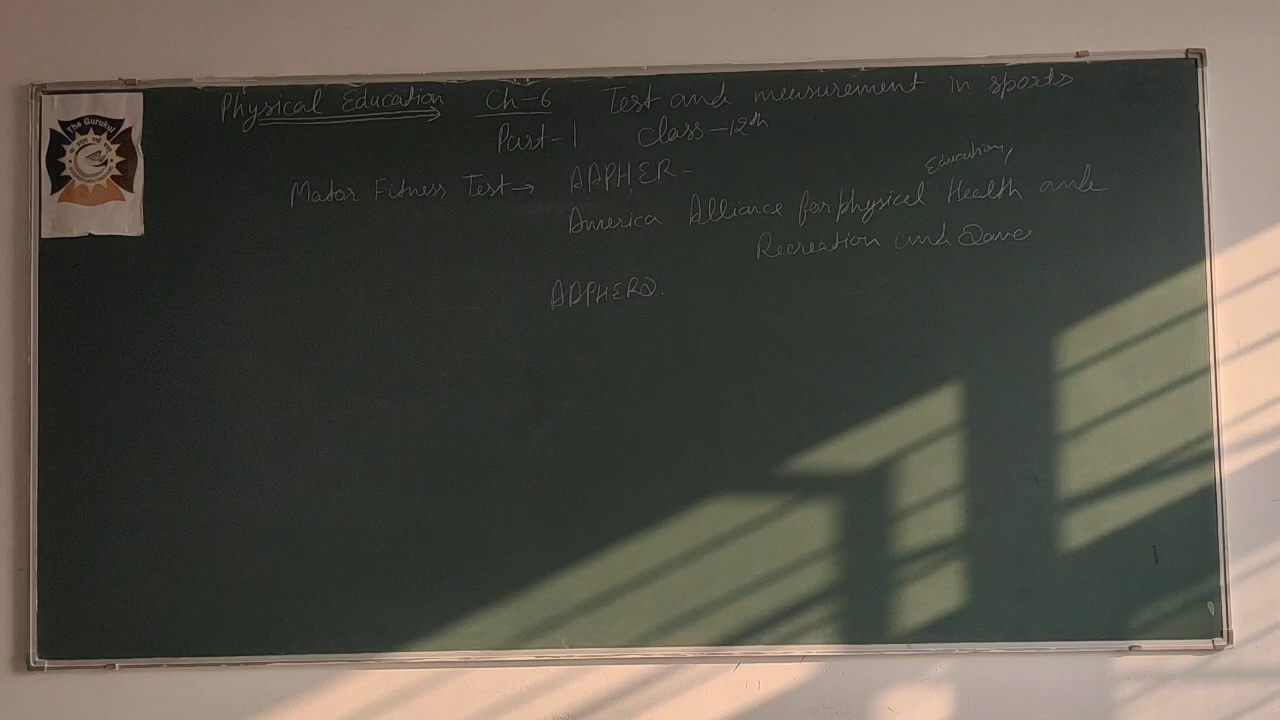 The Gurukul
Physical Education Ch-6 Test and measurement in sports
Part-1 Class-12th
Mator Fitness Test→ AAPHER-
Education,
America Alliance for physical Health and
Recreation and Dance
AAPHERD.